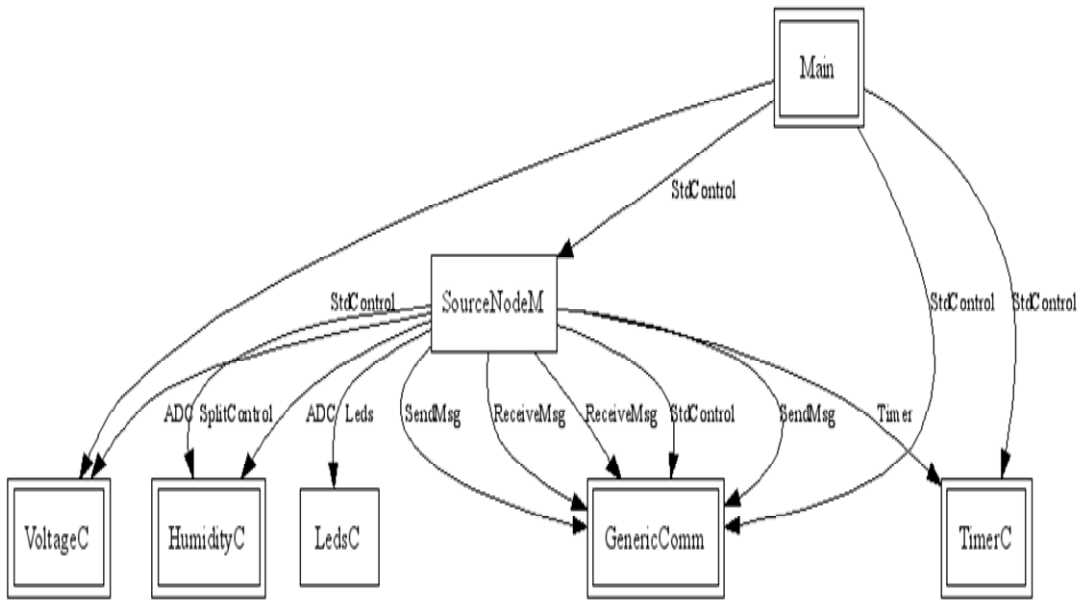 Main
StdControl
SourceNodeM
StdControl
StdControl
StdControl
ADC
SplitControl
ADC
Leds
SendMsg
ReceiveMsg
ReceiveMsg
StdControl
SendMsg
Timer
VoltageC
HumidityC
LedsC
GenericComm
TimerC